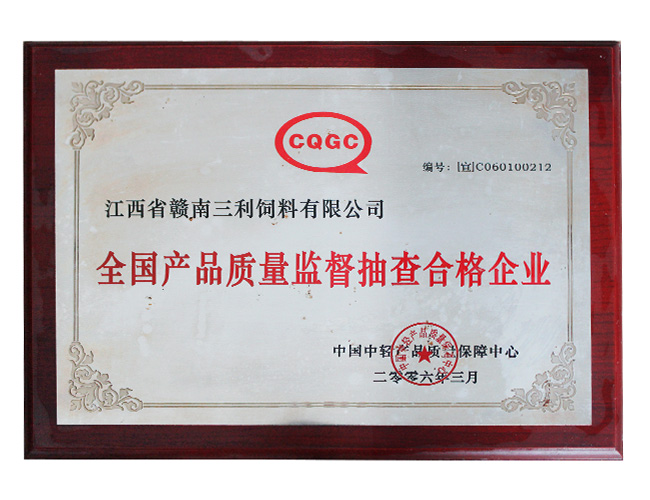 CQGC
编号:[宜]C060100212
江西省赣南三利饲料有限公司
全国产品质量监督抽查合格企业
中国中轻产品质量保障中心
二零零六年三月